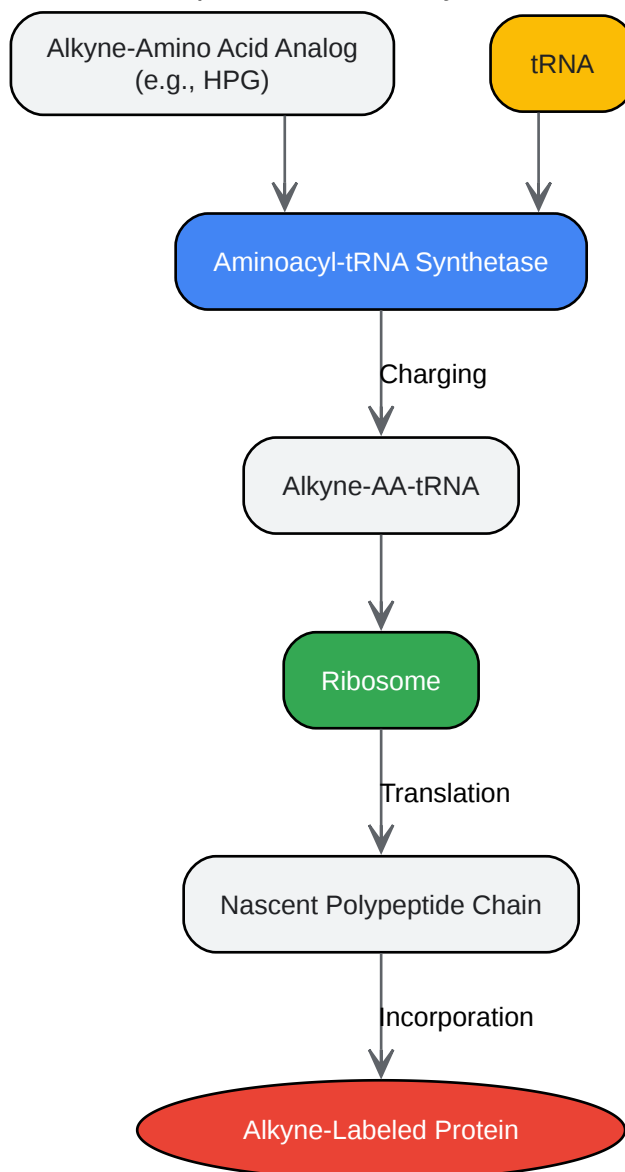 Alkyne-Amino Acid Analog
(e.g., HPG)
tRNA
Aminoacyl-tRNA Synthetase
Charging
Alkyne-AA-tRNA
Ribosome
Translation
Nascent Polypeptide Chain
Incorporation
Alkyne-Labeled Protein